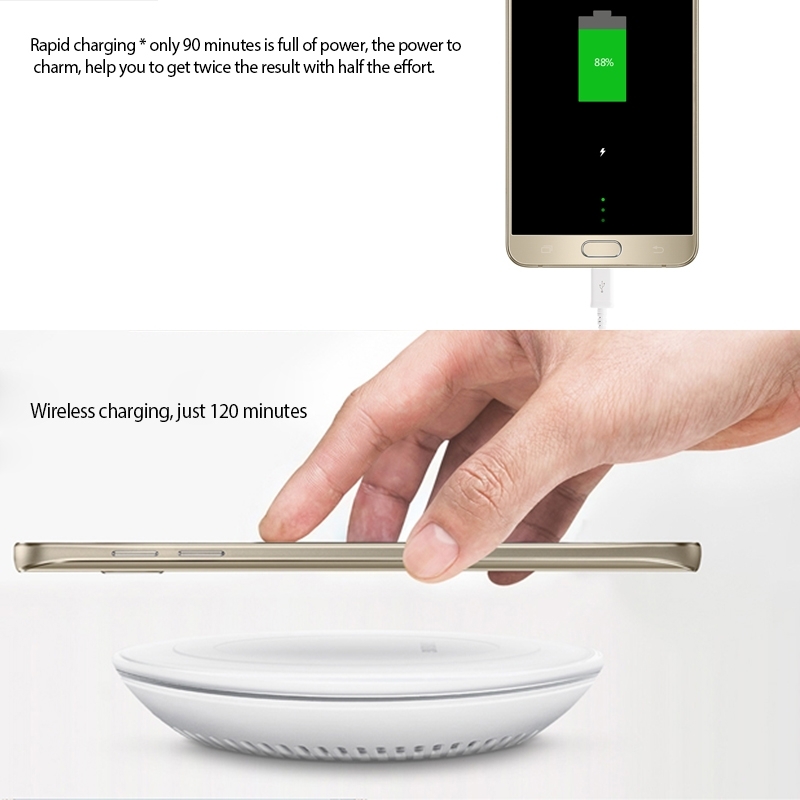 Rapid charging * only 90 minutes is full of power, the power to
charm, help you to get twice the result with half the effort.
88%
Wireless charging, just 120 minutes